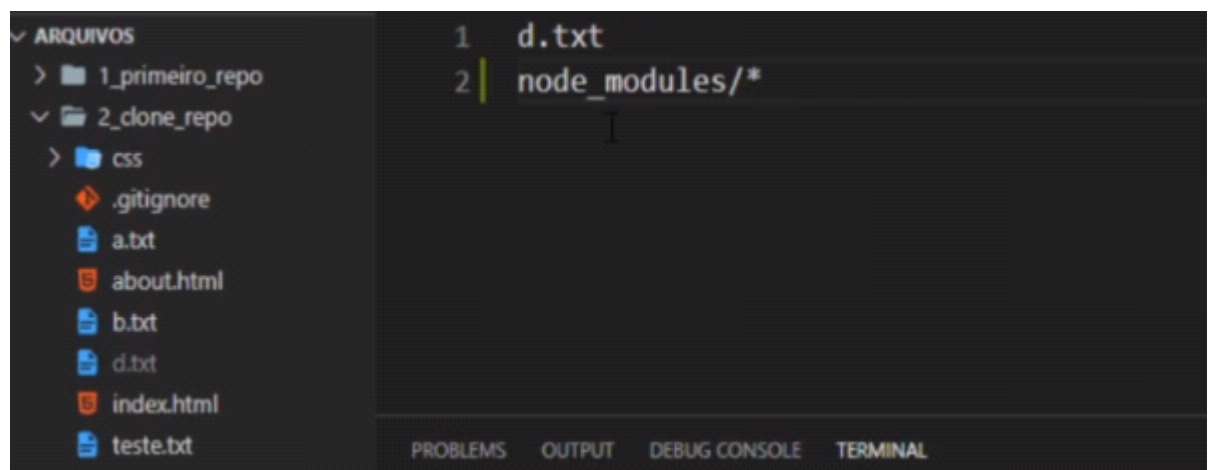 ARQUIVOS
1_primeiro_repo
2_clone_repo
css
.gitignore
a.txt
about.html
b.txt
d.txt
index.html
teste.txt
1 d.txt
2 node_modules/*
PROBLEMS OUTPUT DEBUG CONSOLE TERMINAL